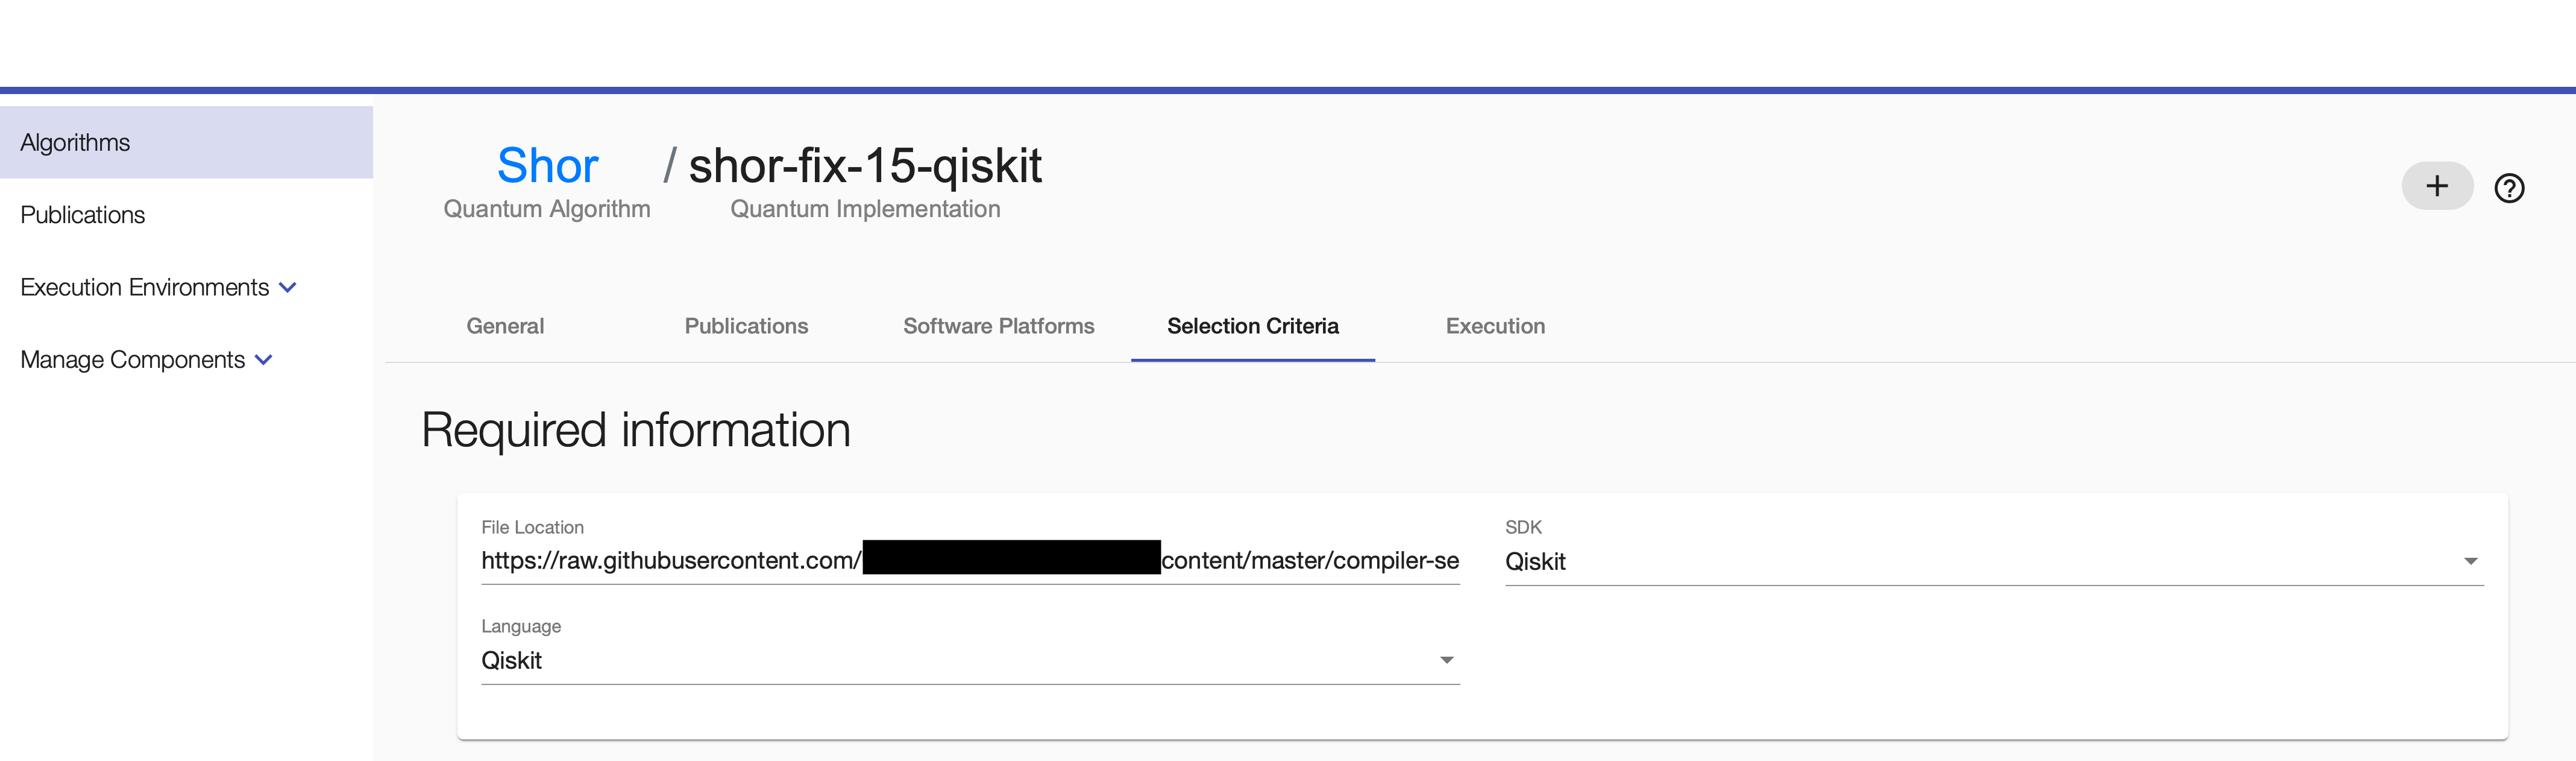 Algorithms
Publications
Execution Environments
Manage Components
Shor / shor-fix-15-qiskit
Quantum Algorithm Quantum Implementation
+ ?
General Publications Software Platforms Selection Criteria Execution
Required information
File Location
https://raw.githubusercontent.com/ content/master/compiler-se
SDK
Qiskit
Language
Qiskit